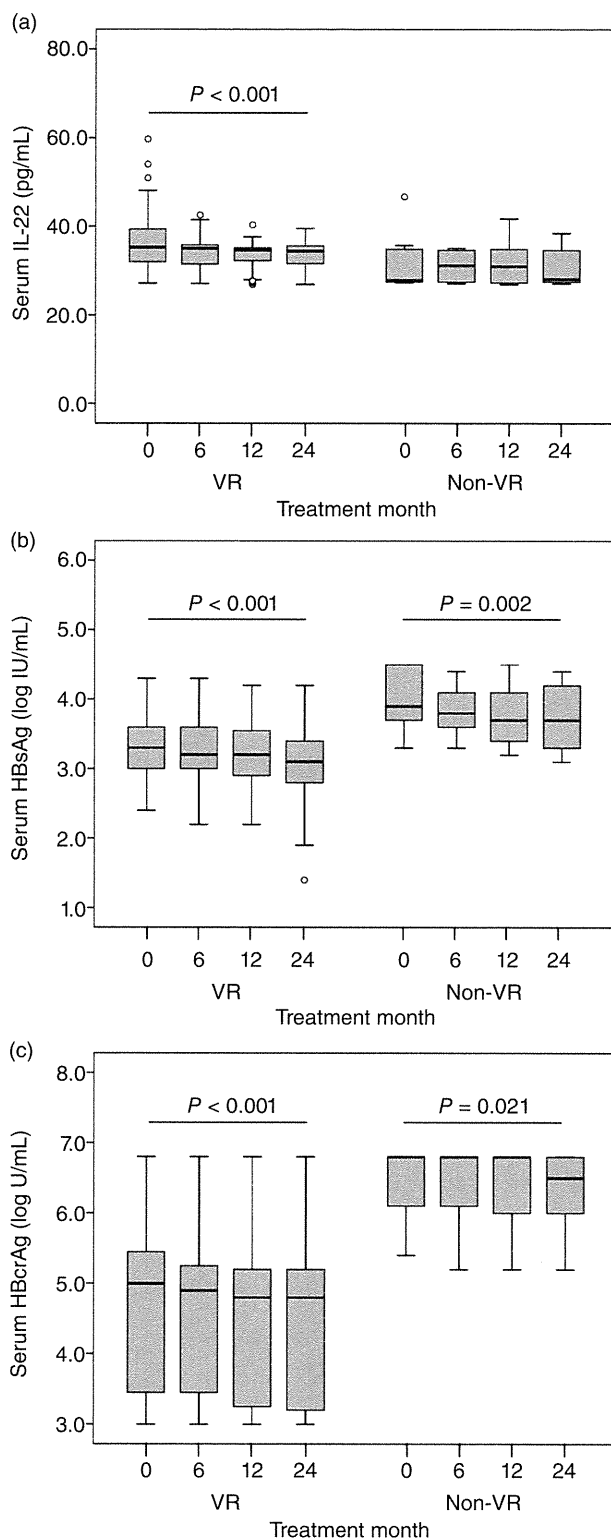 (a)
80.0
P < 0.001
60.0
40.0
20.0
0.0
Serum IL-22 (pg/mL)
0 6 12 24 0 6 12 24
VR Non-VR
Treatment month
(b)
6.0
P < 0.001 P = 0.002
5.0
4.0
3.0
2.0
1.0
Serum HBsAg (log IU/mL)
0 6 12 24 0 6 12 24
VR Non-VR
Treatment month
(c)
8.0
P < 0.001 P = 0.021
7.0
6.0
5.0
4.0
3.0
Serum HBcrAg (log U/mL)
0 6 12 24 0 6 12 24
VR Non-VR
Treatment month